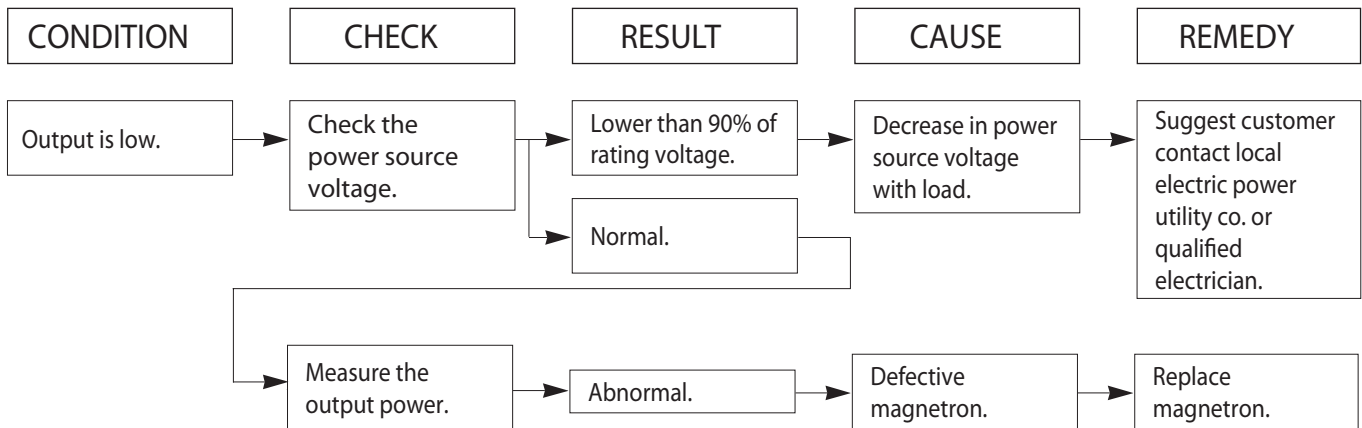 CONDITION
CHECK
RESULT
CAUSE
REMEDY
Output is low.
Check the
power source
voltage.
Lower than 90% of
rating voltage.
Decrease in power
source voltage
with load.
Suggest customer
contact local
electric power
utility co. or
qualified
electrician.
Normal.
Measure the
output power.
Abnormal.
Defective
magnetron.
Replace
magnetron.